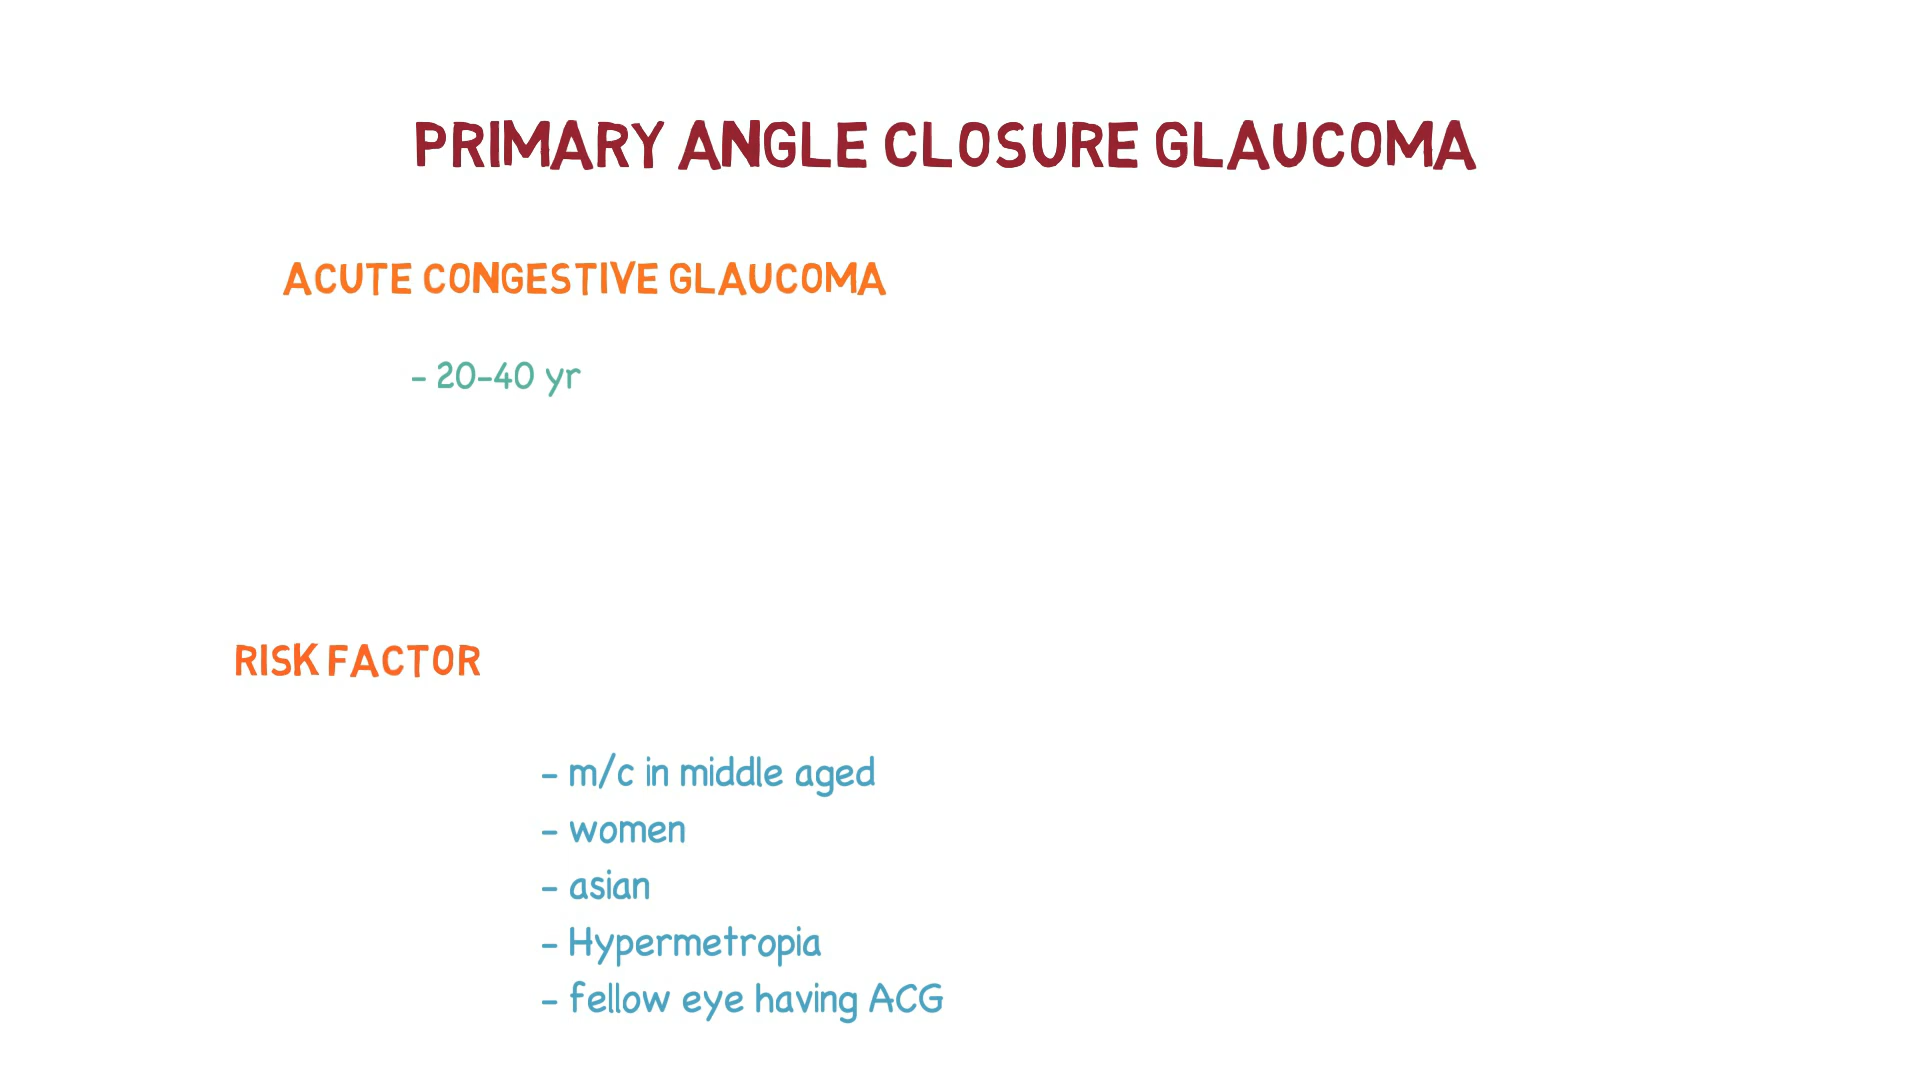 PRIMARY ANGLE CLOSURE GLAUCOMA
ACUTE CONGESTIVE GLAUCOMA
- 20-40 yr
RISK FACTOR
- m/c in middle aged
- women
- asian
- Hypermetropia
- fellow eye having ACG